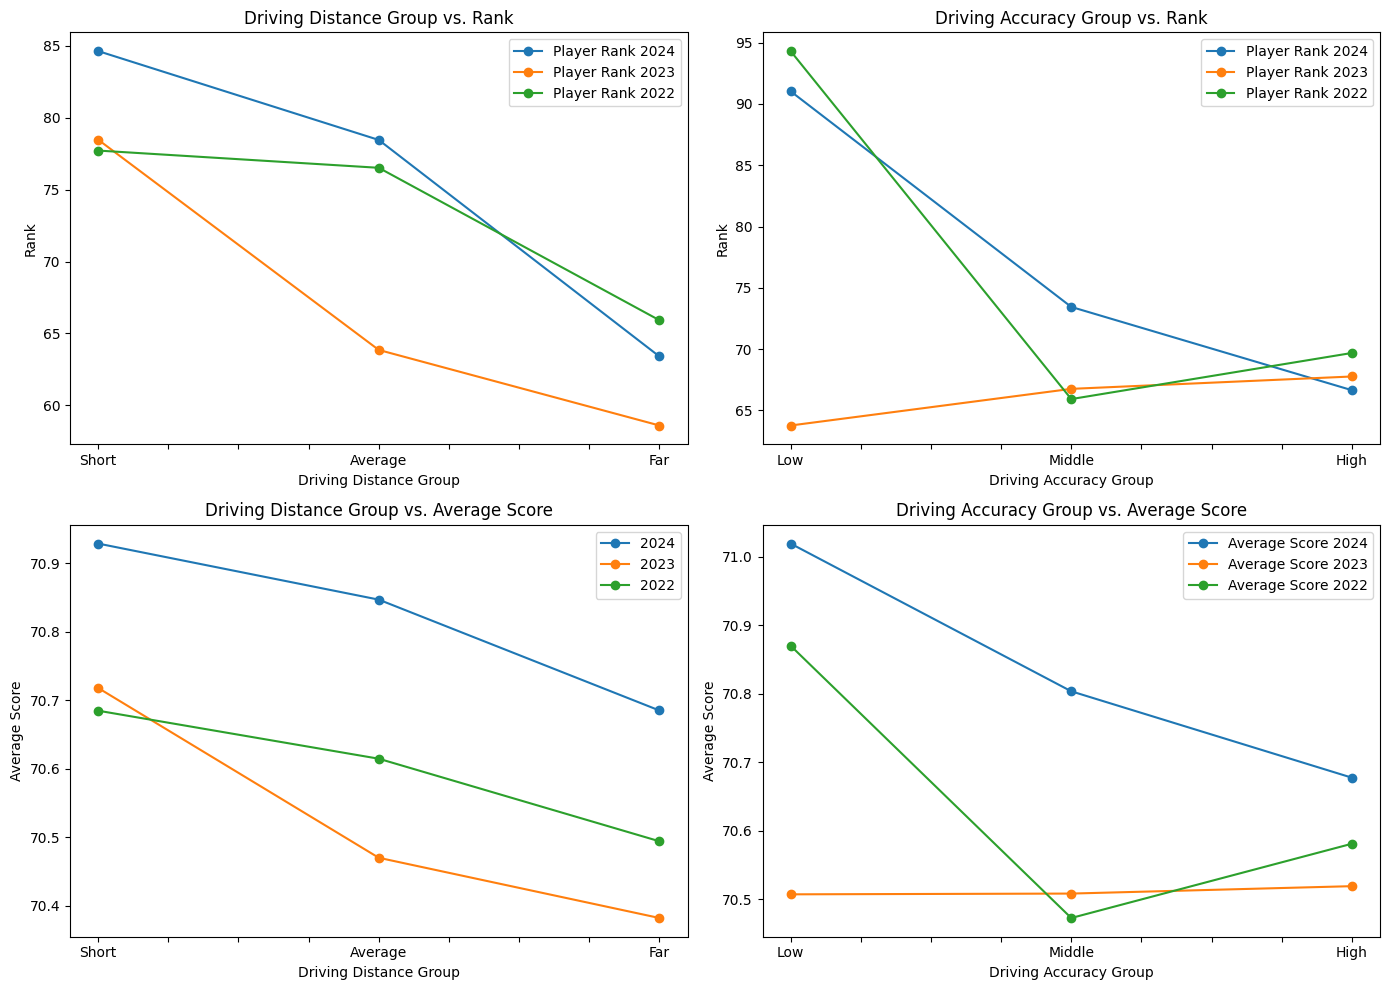 Driving Distance Group vs. Rank
85
80
75
70
65
60
Rank
Player Rank 2024
Player Rank 2023
Player Rank 2022
Short
Average
Far
Driving Distance Group
Driving Accuracy Group vs. Rank
95
90
85
80
75
70
65
Rank
Player Rank 2024
Player Rank 2023
Player Rank 2022
Low
Middle
High
Driving Accuracy Group
Driving Distance Group vs. Average Score
70.9
70.8
70.7
70.6
70.5
70.4
Average Score
2024
2023
2022
Short
Average
Far
Driving Distance Group
Driving Accuracy Group vs. Average Score
71.0
70.9
70.8
70.7
70.6
70.5
Average Score
Average Score 2024
Average Score 2023
Average Score 2022
Low
Middle
High
Driving Accuracy Group